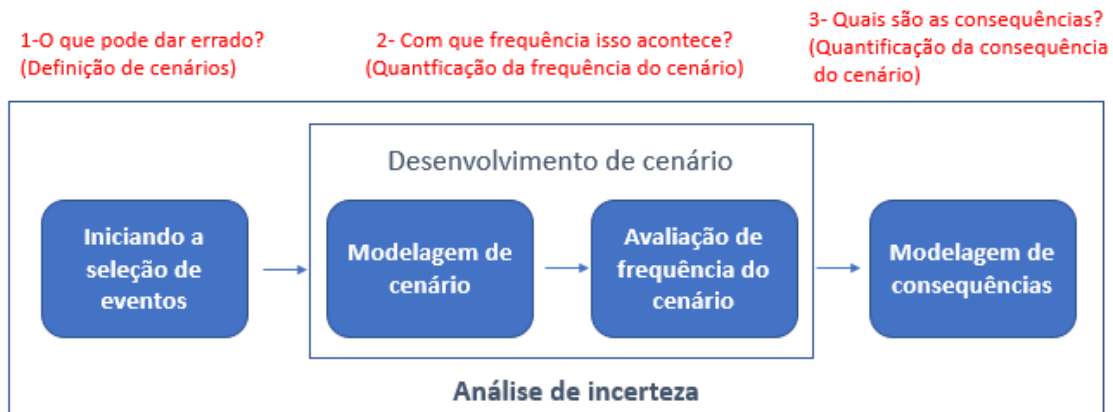 1-O que pode dar errado?
(Definição de cenários)
2- Com que frequência isso acontece?
(Quantficação da frequência do cenário)
3- Quais são as consequências?
(Quantificação da consequência
do cenário)
Desenvolvimento de cenário
Iniciando a
seleção de
eventos
Modelagem de
cenário
Avaliação de
frequência do
cenário
Modelagem de
consequências
Análise de incerteza